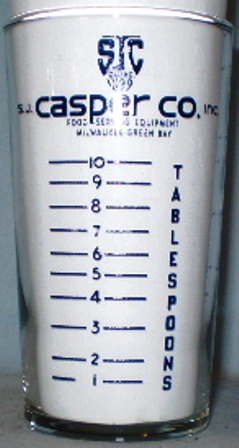 SJC
S.J. Casper Co. Inc.
FOOD SERVING EQUIPMENT
MILWAUKEE-GREEN BAY
10
9
8
7
6
5
4
3
2
1
TABLESPOONS